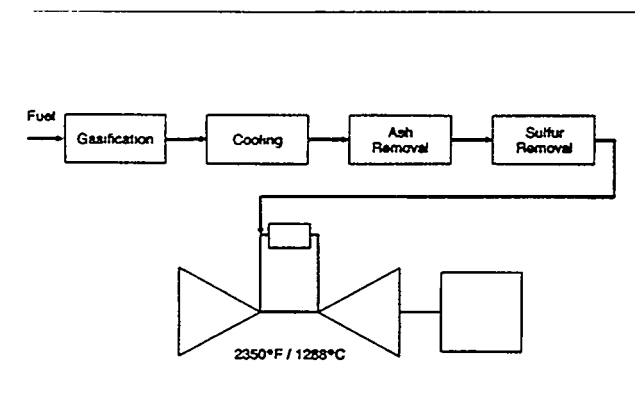 Fuel
Gasification
Cooling
Ash
Removal
Sulfur
Removal
2350°F / 1288°C